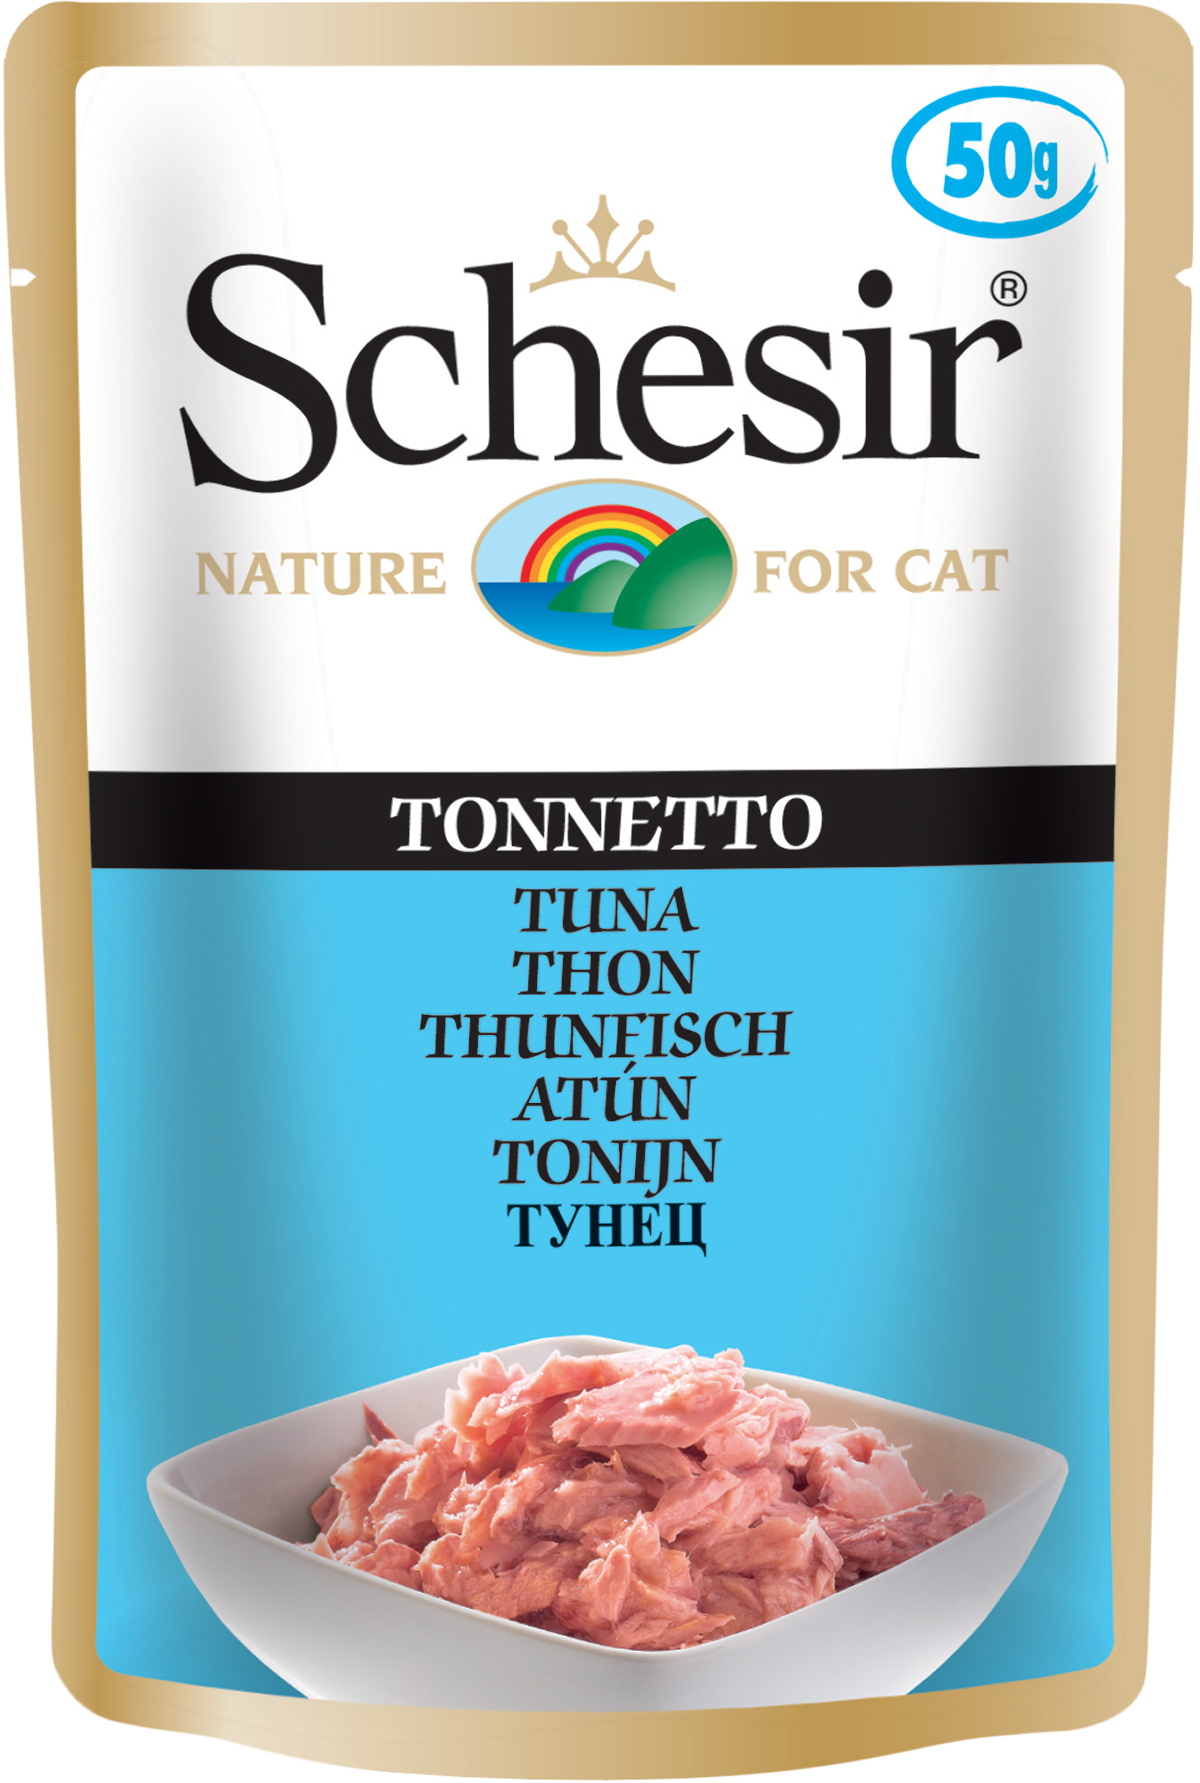 50g
Schesir®
NATURE FOR CAT
TONNETTO
TUNA
THON
THUNFISCH
ATÚN
TONIJN
ТУНЕЦ